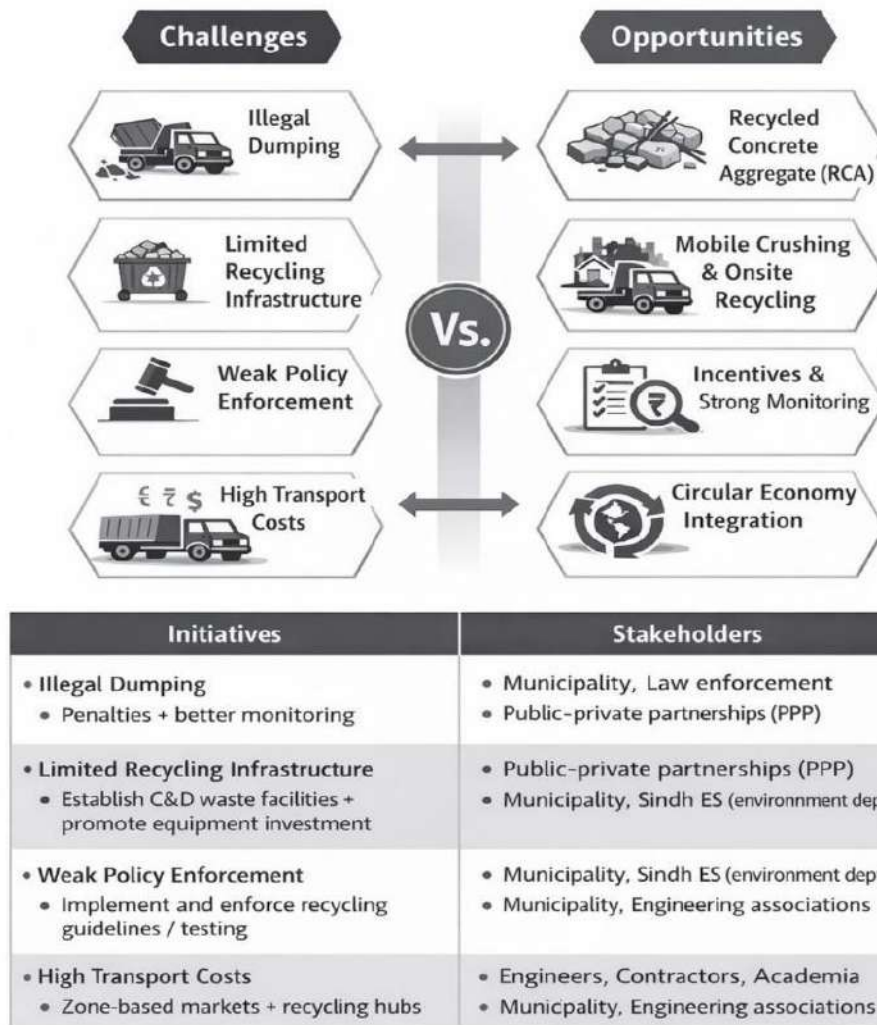 Challenges
Opportunities
Illegal
Dumping
Recycled
Concrete
Aggregate (RCA)
Limited
Recycling
Infrastructure
Mobile Crushing
& Onsite
Recycling
Vs.
Weak Policy
Enforcement
Incentives &
Strong Monitoring
₹
$
High Transport
Costs
Circular Economy
Integration
Initiatives
Stakeholders
• Illegal Dumping
• Penalties + better monitoring
• Municipality, Law enforcement
• Public-private partnerships (PPP)
• Limited Recycling Infrastructure
• Establish C&D waste facilities +
promote equipment investment
• Public-private partnerships (PPP)
• Municipality, Sindh ES (environnment dep
• Weak Policy Enforcement
• Implement and enforce recycling
guidelines / testing
• Municipality, Sindh ES (environment dep
• Municipality, Engineering associations
• High Transport Costs
• Zone-based markets + recycling hubs
• Engineers, Contractors, Academia
• Municpality, Engineering associations